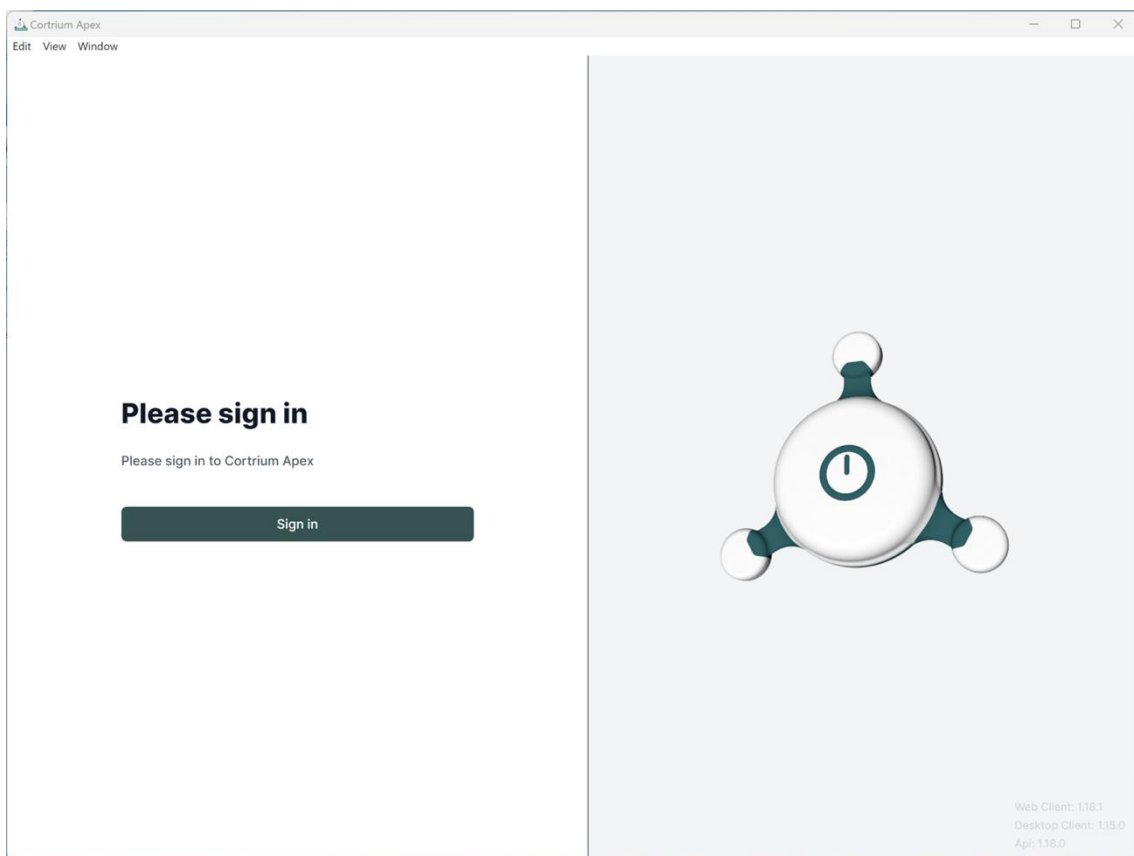 Cortrium Apex
Edit View Window
Please sign in
Please sign in to Cortrium Apex
Sign in
Web Client: 1.18.1
Desktop Client: 1.15.0
Api: 1.18.0